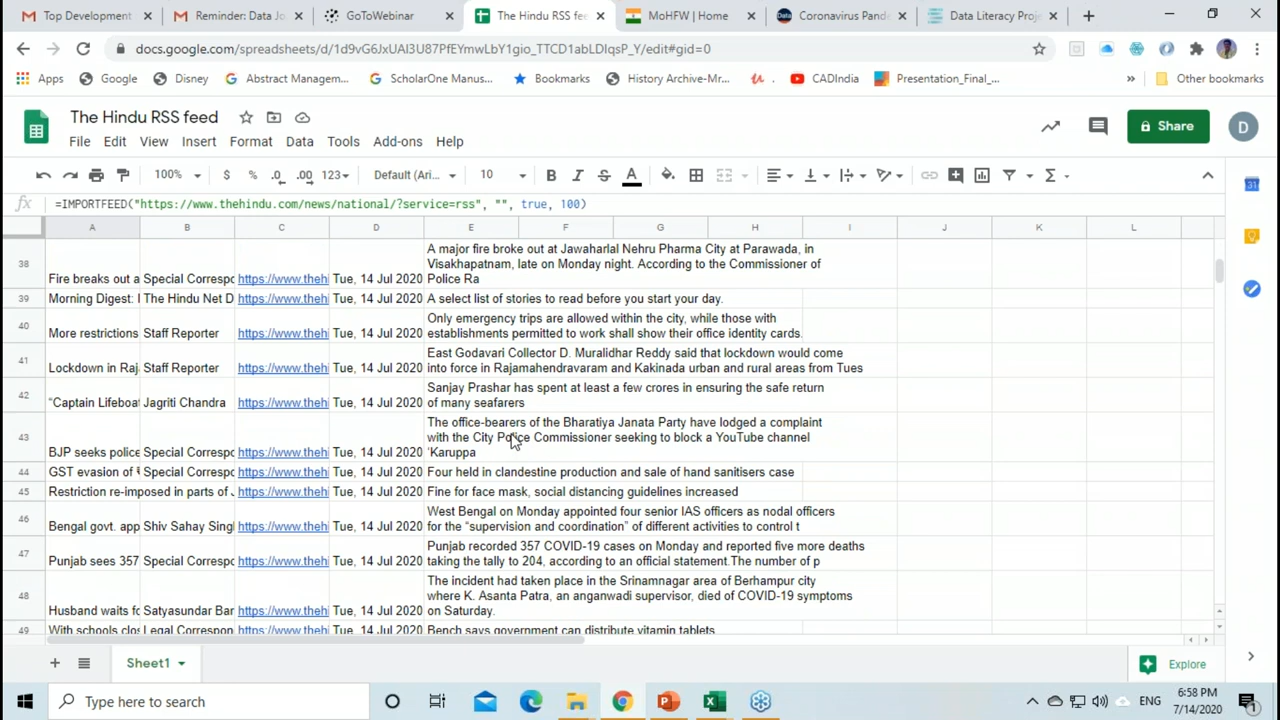 Top Development
Reminder: Data Jo
GoToWebinar
The Hindu RSS fee
MoHFW | Home
Coronavirus Pande
Data Literacy Proje
docs.google.com/spreadsheets/d/1d9vG6JxUAI3U87PfEYmwLbY1gio_TTCD1abLDIqsP_Y/edit#gid=0
Apps
Google
Disney
Abstract Managem...
ScholarOne Manus...
Bookmarks
History Archive-Mr...
CADIndia
Presentation_Final_...
»
Other bookmarks
The Hindu RSS feed
File Edit View Insert Format Data Tools Add-ons Help
Share
D
100%
$ % .0 .00 123
Default (Ari...
10
B I S A
fx =IMPORTFEED("https://www.thehindu.com/news/national/?service=rss", "", true, 100)
A B C D E F G H I J K L
A major fire broke out at Jawaharlal Nehru Pharma City at Parawada, in
38 Visakhapatnam, late on Monday night. According to the Commissioner of
Fire breaks out a Special Correspo https://www.thehi Tue, 14 Jul 2020 Police Ra
39 Morning Digest: I The Hindu Net D https://www.thehi Tue, 14 Jul 2020 A select list of stories to read before you start your day.
40 Only emergency trips are allowed within the city, while those with
More restrictions Staff Reporter https://www.thehi Tue, 14 Jul 2020 establishments permitted to work shall show their office identity cards.
41 East Godavari Collector D. Muralidhar Reddy said that lockdown would come
Lockdown in Raj Staff Reporter https://www.thehi Tue, 14 Jul 2020 into force in Rajamahendravaram and Kakinada urban and rural areas from Tues
42 Sanjay Prashar has spent at least a few crores in ensuring the safe return
“Captain Lifeboat Jagriti Chandra https://www.thehi Tue, 14 Jul 2020 of many seafarers
The office-bearers of the Bharatiya Janata Party have lodged a complaint
43 with the City Police Commissioner seeking to block a YouTube channel
BJP seeks police Special Correspo https://www.thehi Tue, 14 Jul 2020 ‘Karuppa
44 GST evasion of ₹ Special Correspo https://www.thehi Tue, 14 Jul 2020 Four held in clandestine production and sale of hand sanitisers case
45 Restriction re-imposed in parts of J https://www.thehi Tue, 14 Jul 2020 Fine for face mask, social distancing guidelines increased
46 West Bengal on Monday appointed four senior IAS officers as nodal officers
Bengal govt. app Shiv Sahay Singl https://www.thehi Tue, 14 Jul 2020 for the “supervision and coordination” of different activities to control t
47 Punjab recorded 357 COVID-19 cases on Monday and reported five more deaths
Punjab sees 357 Special Correspo https://www.thehi Tue, 14 Jul 2020 taking the tally to 204, according to an official statement.The number of p
The incident had taken place in the Srinamnagar area of Berhampur city
48 where K. Asanta Patra, an anganwadi supervisor, died of COVID-19 symptoms
Husband waits fo Satyasundar Bar https://www.thehi Tue, 14 Jul 2020 on Saturday.
49 With schools clos Legal Correspon https://www.thehi Tue, 14 Jul 2020 Bench says government can distribute vitamin tablets
Sheet1
Explore
Type here to search
ENG
6:58 PM
7/14/2020